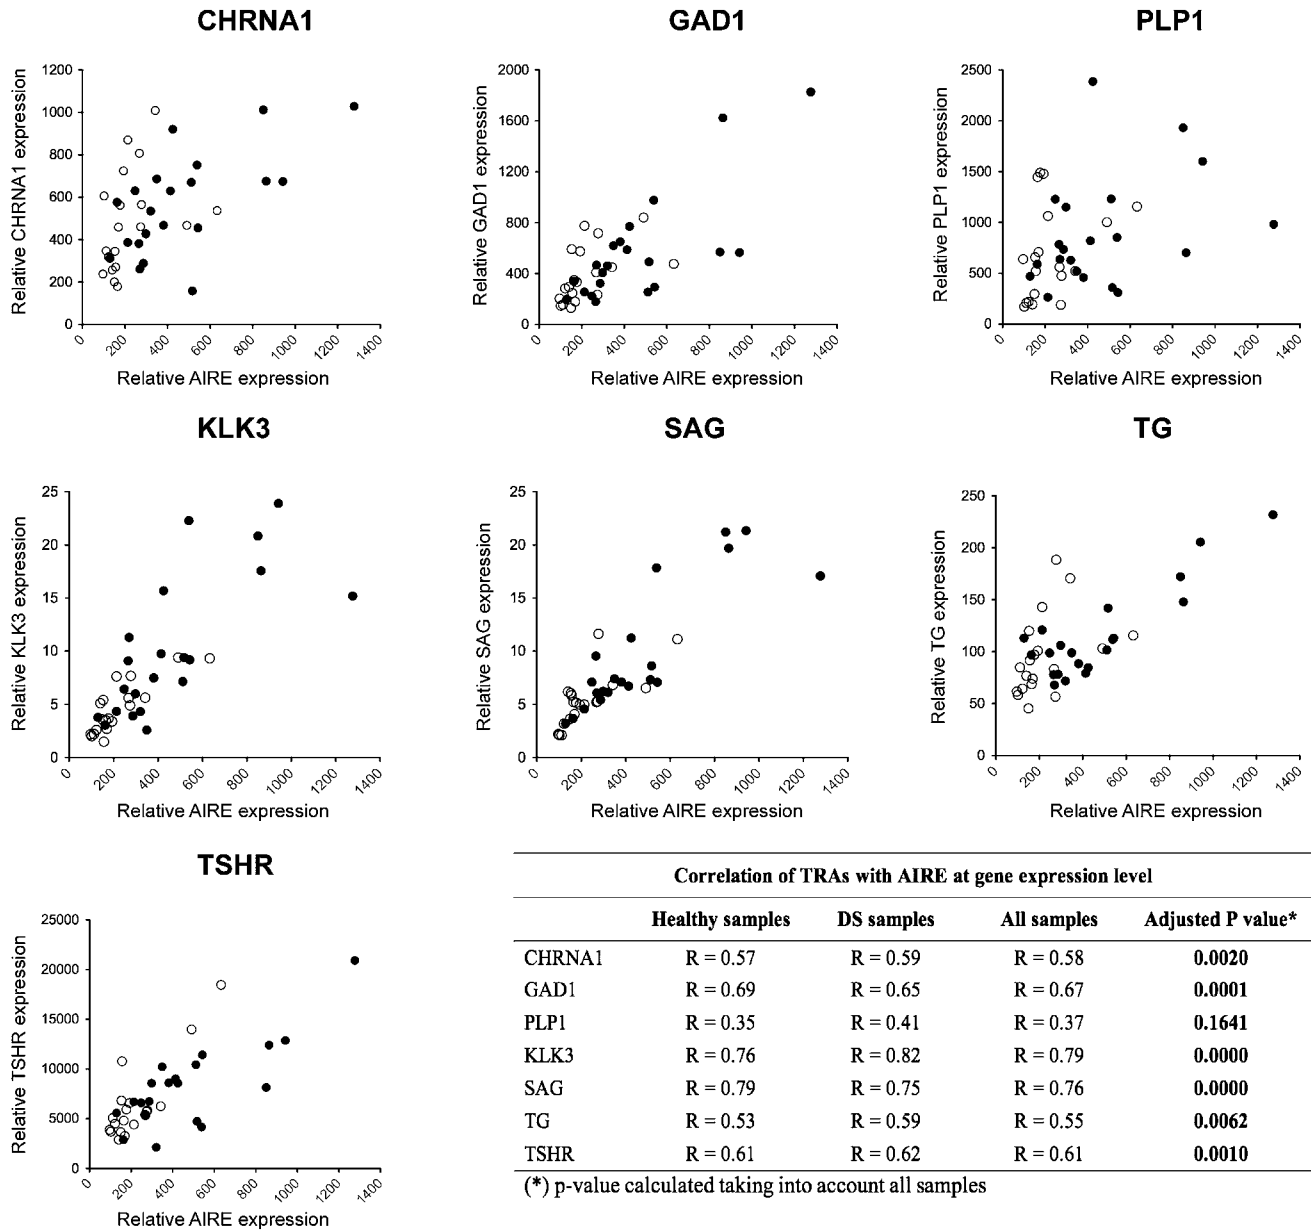 CHRNA1
Relative CHRNA1 expression
1200
1000
800
600
400
200
0
0 200 400 600 800 1000 1200 1400
Relative AIRE expression
GAD1
Relative GAD1 expression
2000
1600
1200
800
400
0
0 200 400 600 800 1000 1200 1400
Relative AIRE expression
PLP1
Relative PLP1 expression
2500
2000
1500
1000
500
0
0 200 400 600 800 1000 1200 1400
Relative AIRE expression
KLK3
Relative KLK3 expression
25
20
15
10
5
0
0 200 400 600 800 1000 1200 1400
Relative AIRE expression
SAG
Relative SAG expression
25
20
15
10
5
0
0 200 400 600 800 1000 1200 1400
Relative AIRE expression
TG
Relative TG expression
250
200
150
100
50
0
0 200 400 600 800 1000 1200 1400
Relative AIRE expression
TSHR
Relative TSHR expression
25000
20000
15000
10000
5000
0
0 200 400 600 800 1000 1200 1400
Relative AIRE expression
Correlation of TRAs with AIRE at gene expression level
Healthy samples DS samples All samples Adjusted P value*
CHRNA1 R = 0.57 R = 0.59 R = 0.58 0.0020
GAD1 R = 0.69 R = 0.65 R = 0.67 0.0001
PLP1 R = 0.35 R = 0.41 R = 0.37 0.1641
KLK3 R = 0.76 R = 0.82 R = 0.79 0.0000
SAG R = 0.79 R = 0.75 R = 0.76 0.0000
TG R = 0.53 R = 0.59 R = 0.55 0.0062
TSHR R = 0.61 R = 0.62 R = 0.61 0.0010
(*) p-value calculated taking into account all samples